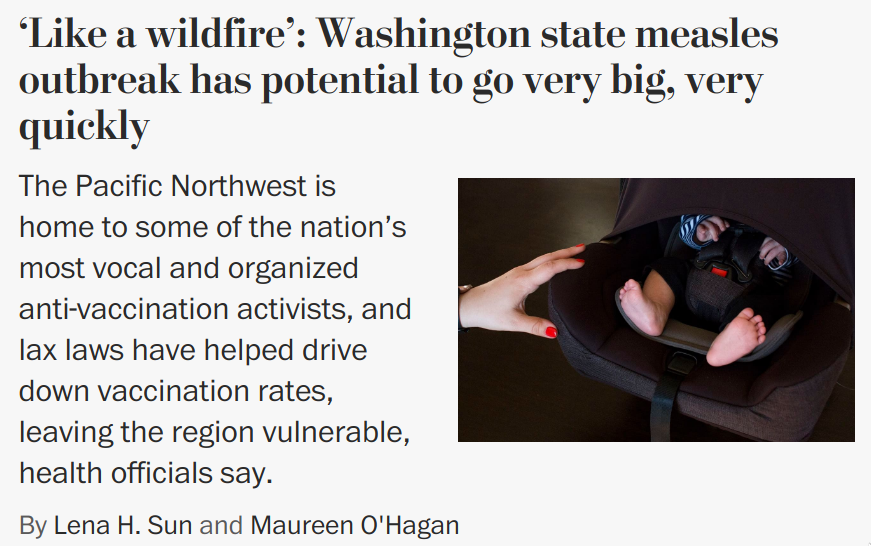 ‘Like a wildfire’: Washington state measles
outbreak has potential to go very big, very
quickly
The Pacific Northwest is
home to some of the nation’s
most vocal and organized
anti-vaccination activists, and
lax laws have helped drive
down vaccination rates,
leaving the region vulnerable,
health officials say.
By Lena H. Sun and Maureen O'Hagan